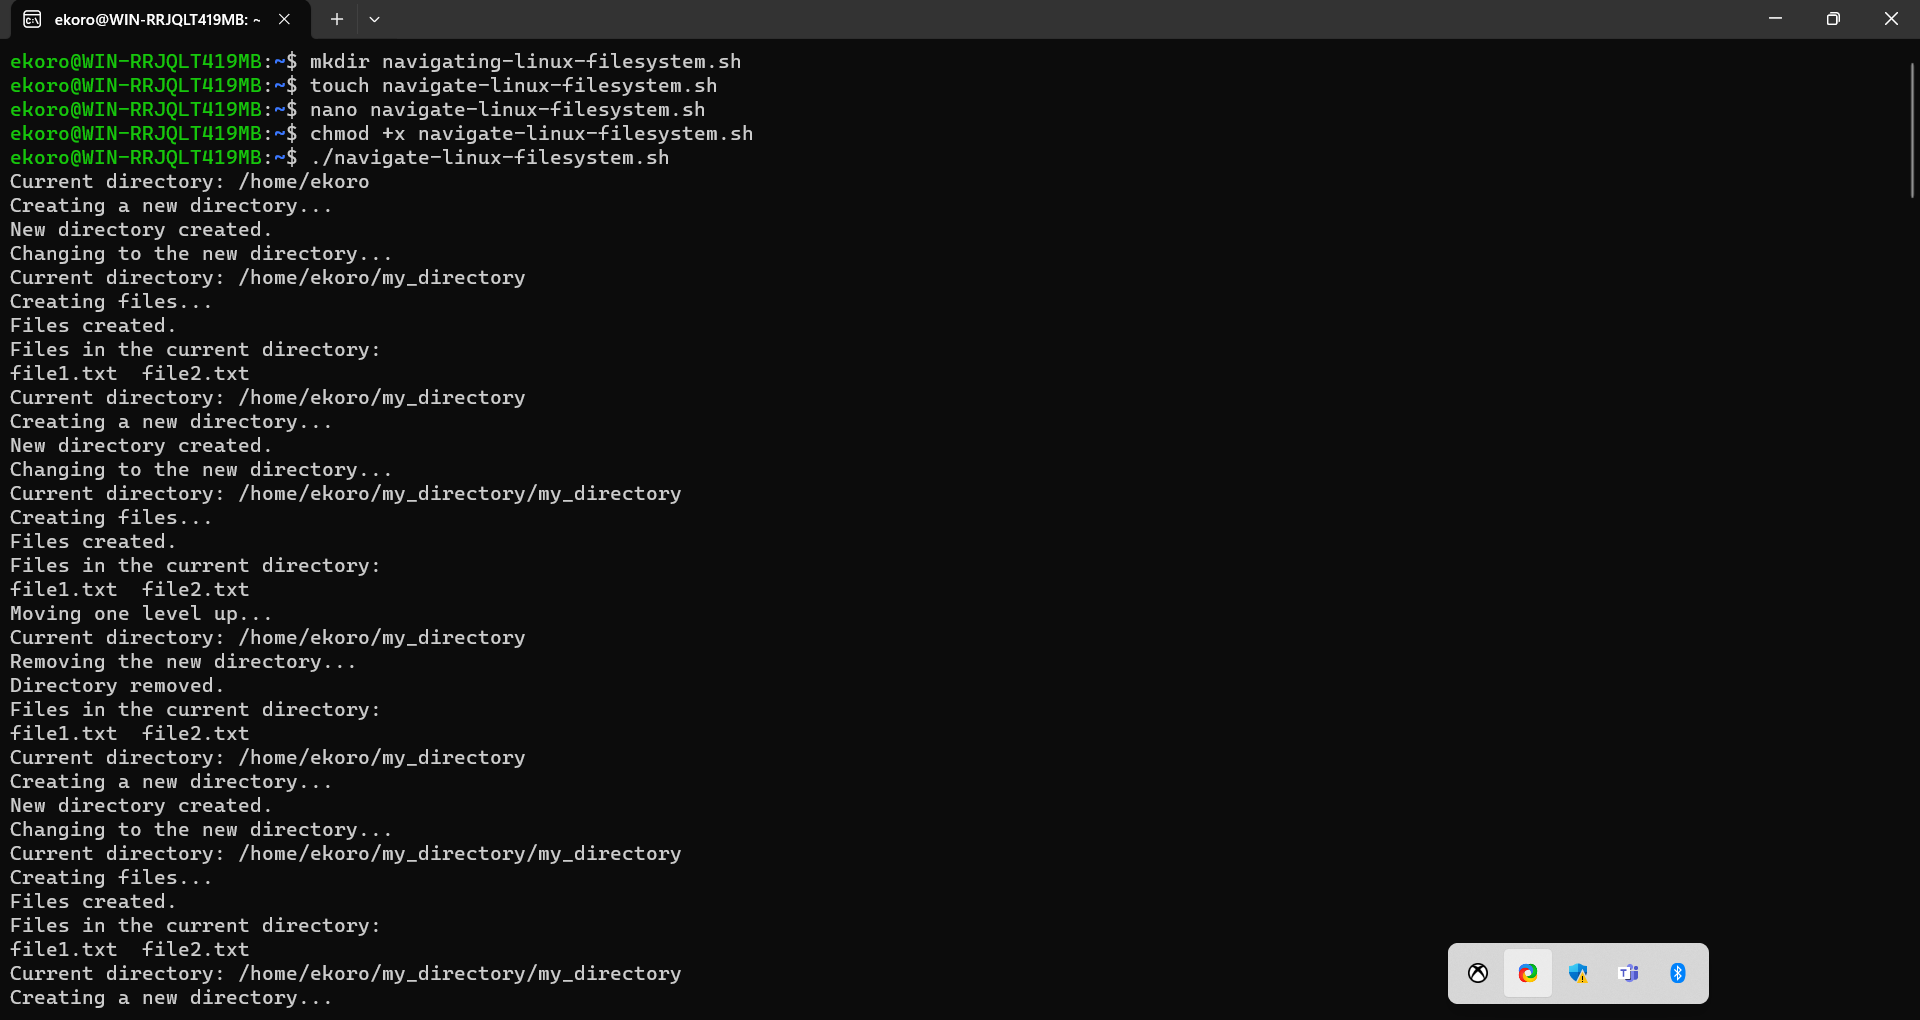 ekoro@WIN-RRJQLT419MB: ~
ekoro@WIN-RRJQLT419MB:~$ mkdir navigating-linux-filesystem.sh
ekoro@WIN-RRJQLT419MB:~$ touch navigate-linux-filesystem.sh
ekoro@WIN-RRJQLT419MB:~$ nano navigate-linux-filesystem.sh
ekoro@WIN-RRJQLT419MB:~$ chmod +x navigate-linux-filesystem.sh
ekoro@WIN-RRJQLT419MB:~$ ./navigate-linux-filesystem.sh
Current directory: /home/ekoro
Creating a new directory...
New directory created.
Changing to the new directory...
Current directory: /home/ekoro/my_directory
Creating files...
Files created.
Files in the current directory:
file1.txt  file2.txt
Current directory: /home/ekoro/my_directory
Creating a new directory...
New directory created.
Changing to the new directory...
Current directory: /home/ekoro/my_directory/my_directory
Creating files...
Files created.
Files in the current directory:
file1.txt  file2.txt
Moving one level up...
Current directory: /home/ekoro/my_directory
Removing the new directory...
Directory removed.
Files in the current directory:
file1.txt  file2.txt
Current directory: /home/ekoro/my_directory
Creating a new directory...
New directory created.
Changing to the new directory...
Current directory: /home/ekoro/my_directory/my_directory
Creating files...
Files created.
Files in the current directory:
file1.txt  file2.txt
Current directory: /home/ekoro/my_directory/my_directory
Creating a new directory...